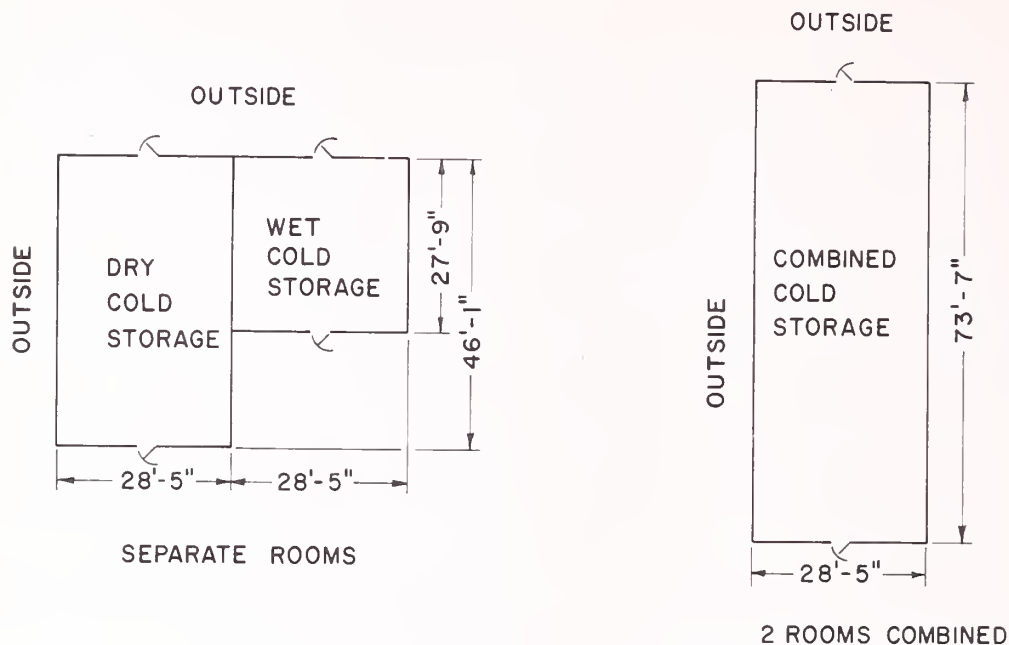 OUTSIDE
OUTSIDE
DRY
COLD
STORAGE
WET
COLD
STORAGE
27'-9"
46'-1"
28'-5"
28'-5"
SEPARATE ROOMS
OUTSIDE
OUTSIDE
COMBINED
COLD
STORAGE
73'-7"
28'-5"
2 ROOMS COMBINED